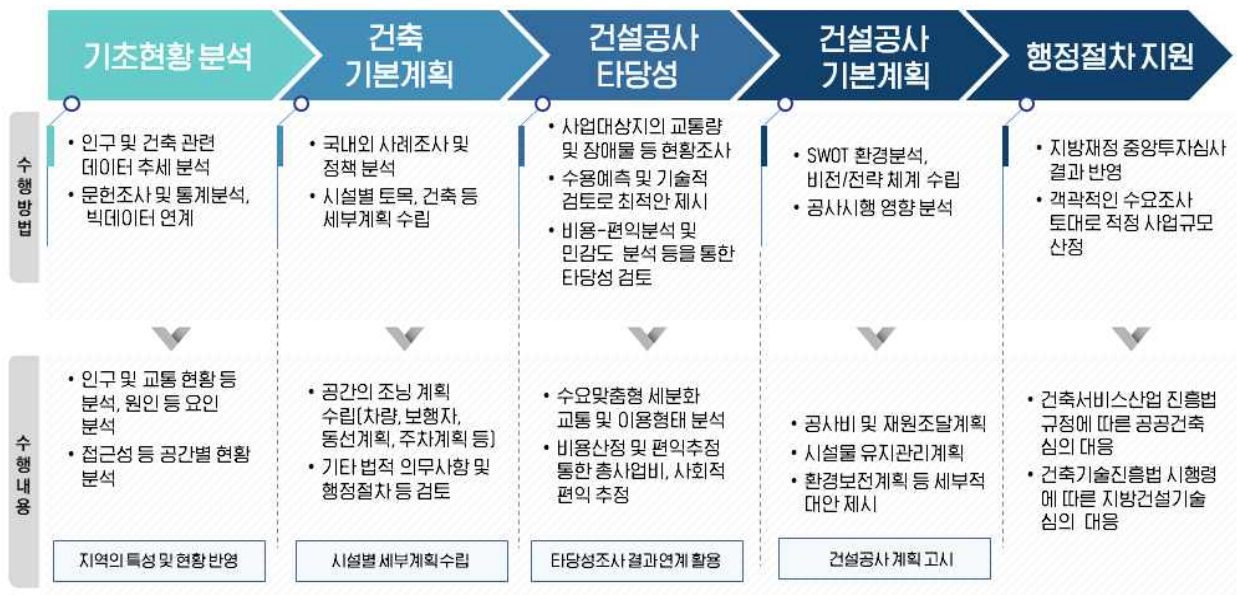 기초현황 분석
건축
기본계획
건설공사
타당성
건설공사
기본계획
행정절차 지원
수행방법
• 인구 및 건축 관련
데이터 추세 분석
• 문헌조사 및 통계분석,
빅데이터 연계
• 국내외 사례조사 및
정책 분석
• 시설별 토목, 건축 등
세부계획 수립
• 사업대상지의 교통량
및 장애물 등 현황조사
• 수용예측 및 기술적
검토로 최적안 제시
• 비용-편익분석 및
민감도 분석 등을 통한
타당성 검토
• SWOT 환경분석,
비전/전략 체계 수립
• 공사시행 영향 분석
• 지방재정 중앙투자심사
결과 반영
• 객곽적인 수요조사
토대로 적정 사업규모
산정
수행내용
• 인구 및 교통 현황 등
분석, 원인 등 요인
분석
• 접근성 등 공간별 현황
분석
• 공간의 조닝 계획
수립(차량, 보행자,
동선계획, 주차계획 등)
• 기타 법적 의무사항 및
행정절차 등 검토
• 수요맞춤형 세분화
교통 및 이용형태 분석
• 비용산정 및 편익추정
통한 총사업비, 사회적
편익 추정
• 공사비 및 재원조달계획
• 시설물 유지관리계획
• 환경보전계획 등 세부적
대안 제시
• 건축서비스산업 진흥법
규정에 따른 공공건축
심의 대응
• 건축기술진흥법 시행령
에 따른 지방건설기술
심의 대응
지역의 특성 및 현황 반영
시설별 세부계획 수립
타당성조사 결과 연계 활용
건설공사 계획 고시